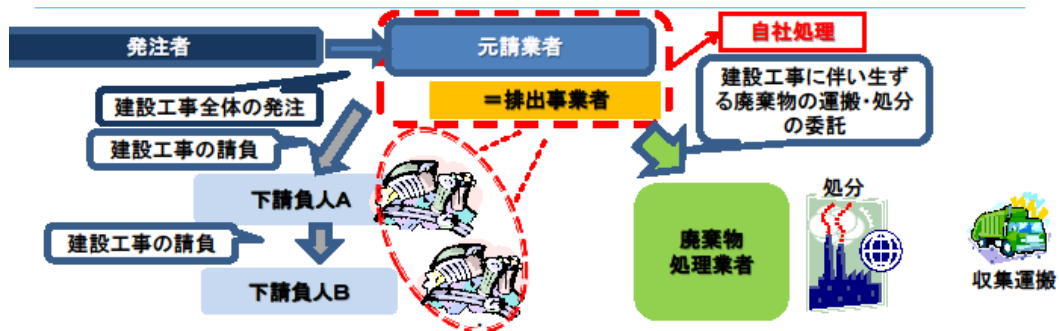 発注者
元請業者
自社処理
＝排出事業者
建設工事全体の発注
建設工事に伴い生ず
る廃棄物の運搬・処分
の委託
建設工事の請負
下請負人A
建設工事の請負
下請負人B
廃棄物
処理業者
処分
収集運搬